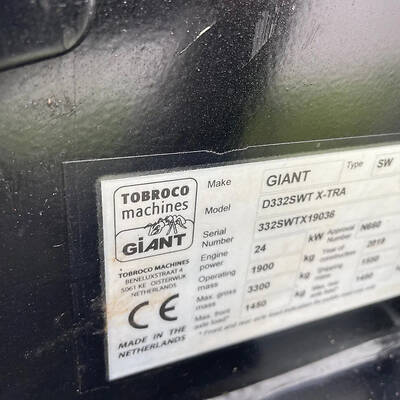 TOBROCO
machines
GiANT
TOBROCO MACHINES
BENELUXSTRAAT 4
5061 KE OISTERWIJK
NETHERLANDS
CE
MADE IN THE
NETHERLANDS
Make GIANT Type SW
Model D332SWT X-TRA
Serial Number 332SWTX19036
Engine power 24 kW Approval Number N660
Operating mass 1900 kg Year of construction 2019
Max. gross mass 3300 kg
Max. front axle load* 1450 kg